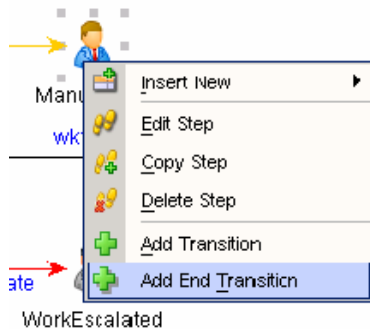 Manu
Insert New
wk
Edit Step
Copy Step
Delete Step
Add Transition
ate
Add End Transition
WorkEscalated